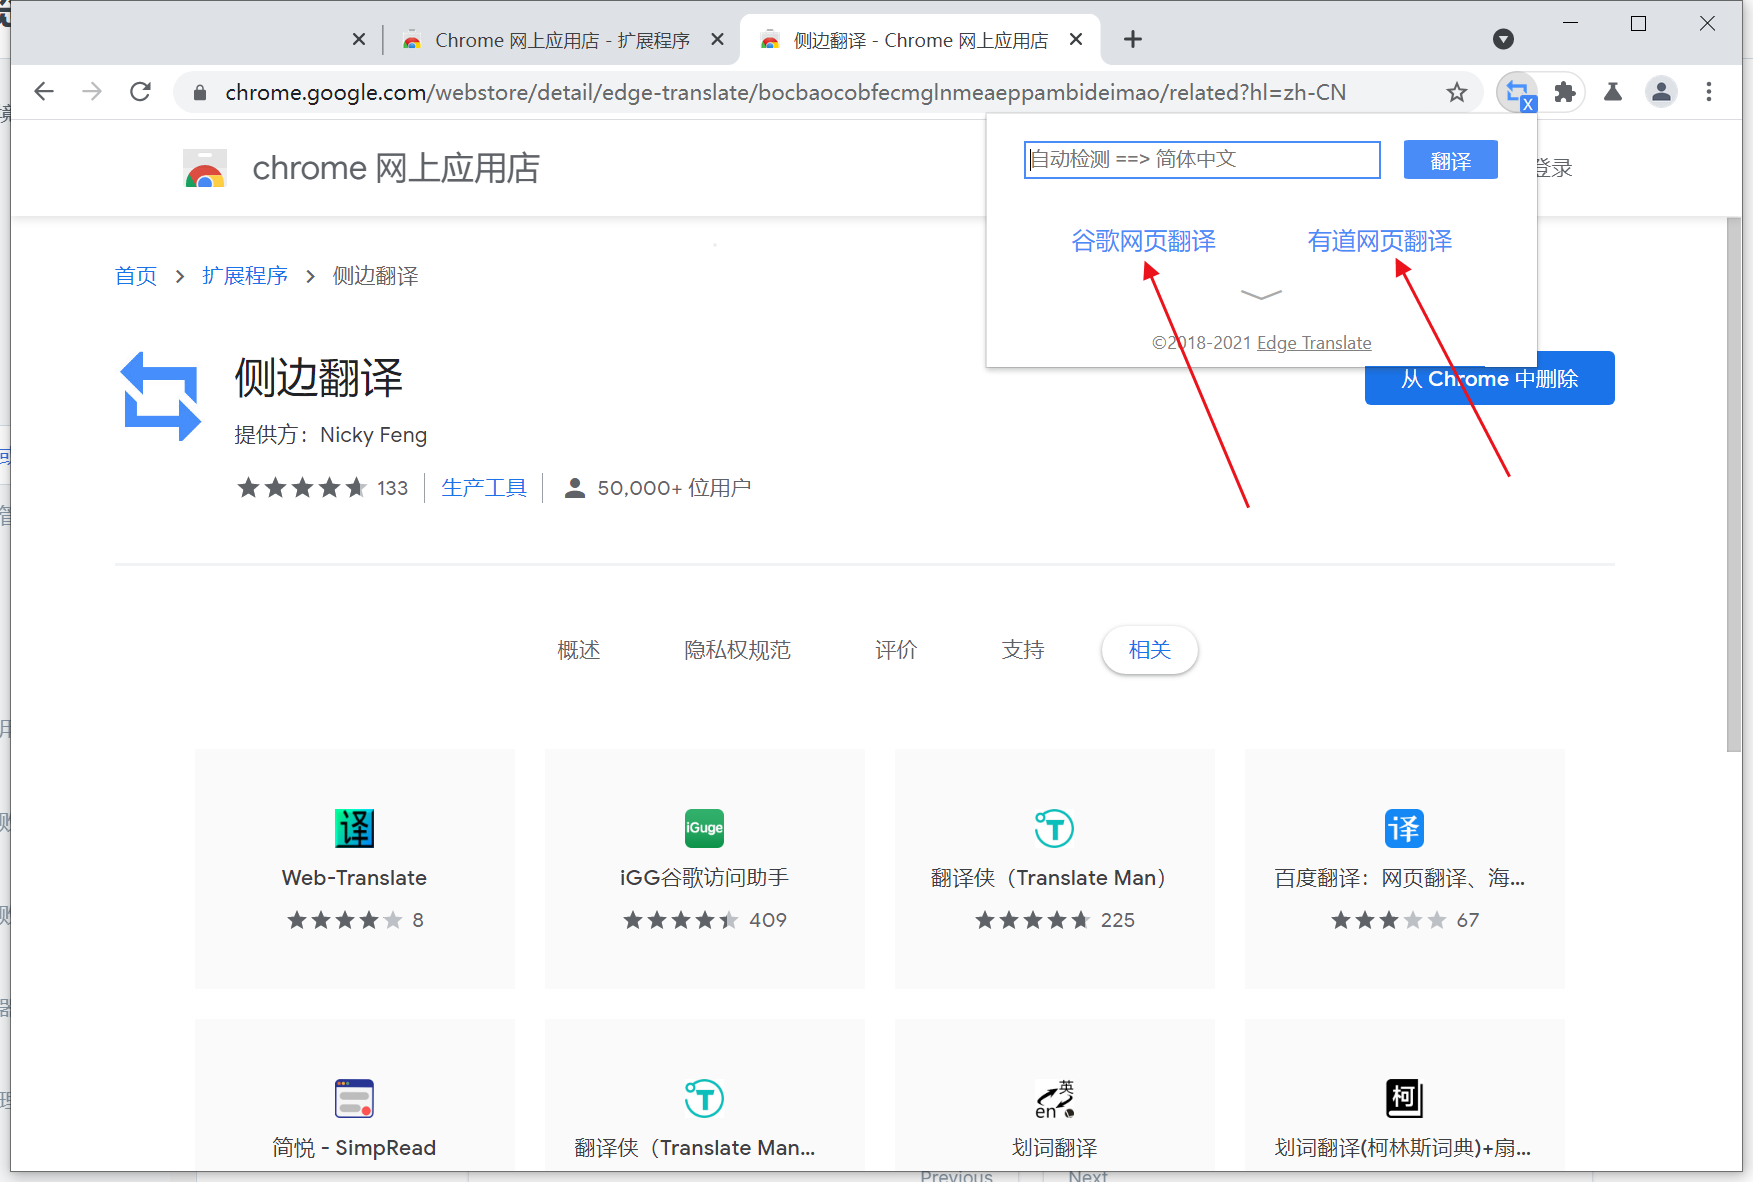 Chrome 网上应用店 - 扩展程序
侧边翻译 - Chrome 网上应用店
chrome.google.com/webstore/detail/edge-translate/bocbaocobfecmglnmeaeppambideimao/related?hl=zh-CN
X
chrome 网上应用店
登录
自动检测 ==> 简体中文
翻译
谷歌网页翻译
有道网页翻译
©2018-2021 Edge Translate
首页 > 扩展程序 > 侧边翻译
侧边翻译
从 Chrome 中删除
提供方：Nicky Feng
133
生产工具
50,000+ 位用户
概述
隐私权规范
评价
支持
相关
译
Web-Translate
8
iGuge
iGG谷歌访问助手
409
T
翻译侠（Translate Man）
225
译
百度翻译：网页翻译、海...
67
简悦 - SimpRead
T
翻译侠（Translate Man...
英
en
划词翻译
柯
划词翻译(柯林斯词典)+扇...
Previous
Next